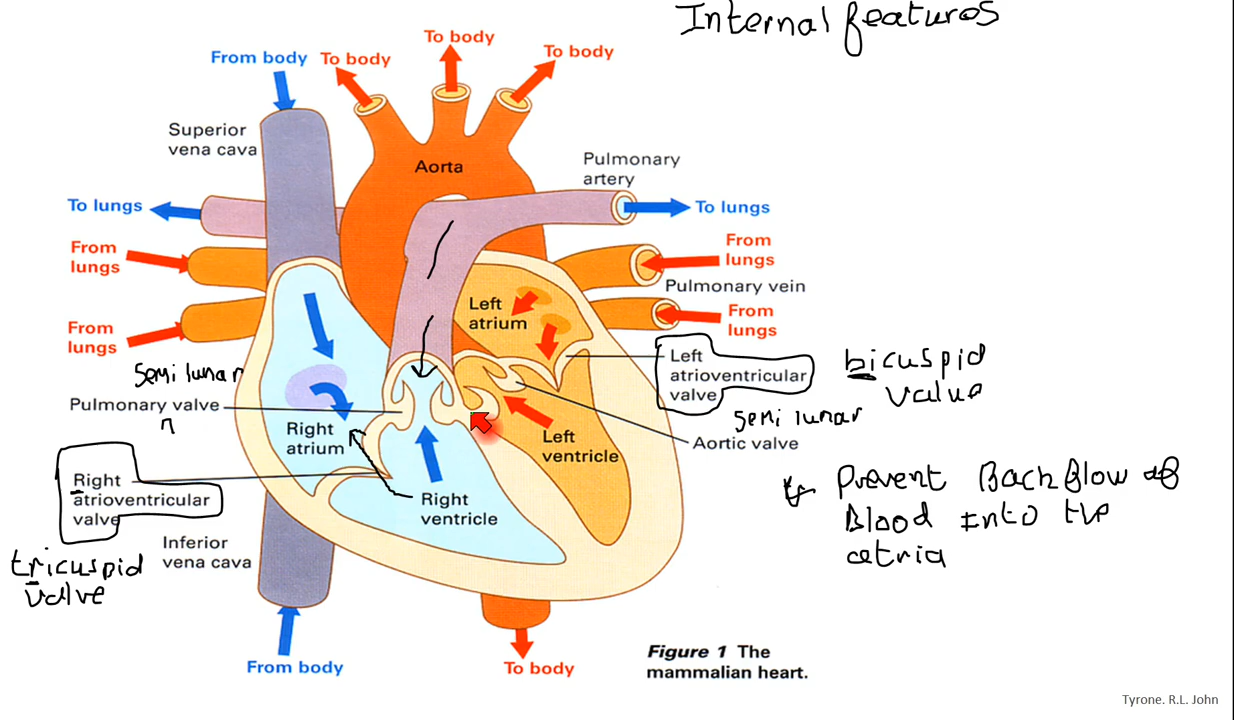 Internal features
To body
To body
To body
From body
Superior
vena cava
Aorta
Pulmonary
artery
To lungs
To lungs
From
lungs
From
lungs
Pulmonary vein
Left
atrium
From
lungs
From
lungs
Left
atrioventricular
valve
bicuspid
valve
semi lunar
Pulmonary valve
semi lunar
Aortic valve
Right
atrium
Left
ventricle
Right
atrioventricular
valve
Right
ventricle
Prevent Backflow of
Blood Into the
atria
tricuspid
valve
Inferior
vena cava
From body
To body
Figure 1 The
mammalian heart.
Tyrone. R.L. John